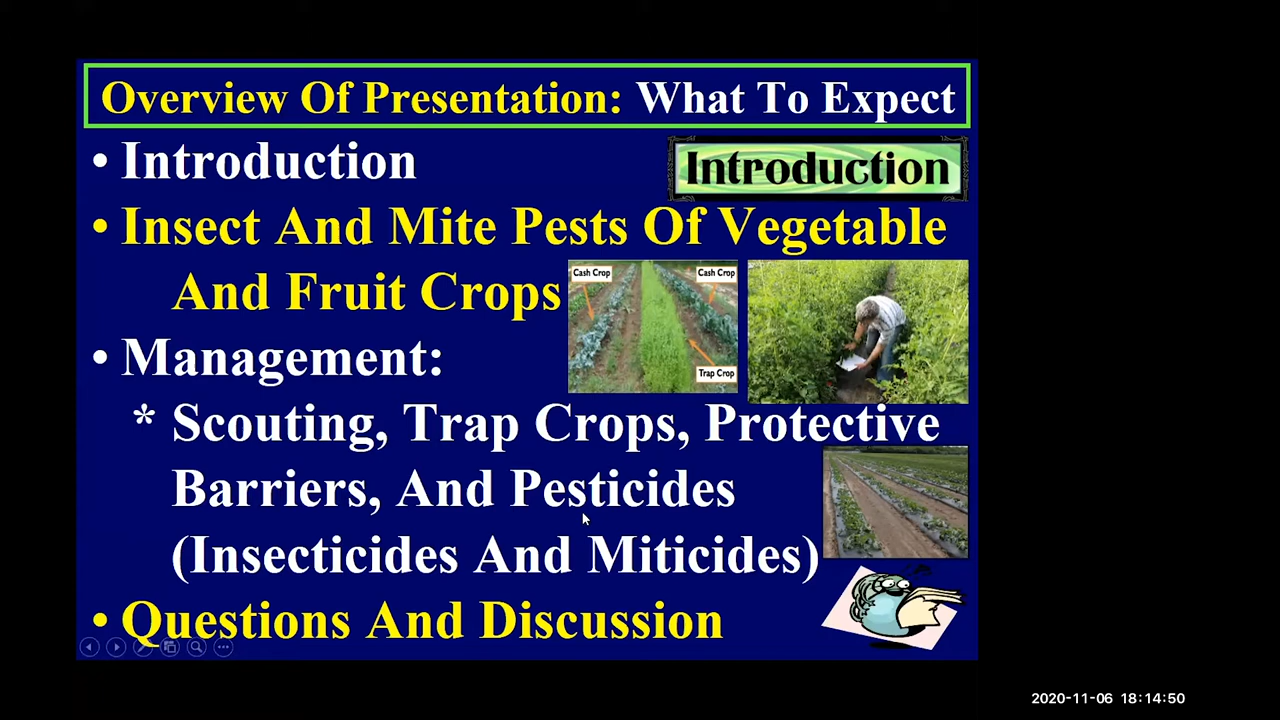 Overview Of Presentation: What To Expect
• Introduction
Introduction
• Insect And Mite Pests Of Vegetable
And Fruit Crops
Cash Crop
Cash Crop
Trap Crop
• Management:
* Scouting, Trap Crops, Protective
Barriers, And Pesticides
(Insecticides And Miticides)
• Questions And Discussion
2020-11-06 18:14:50